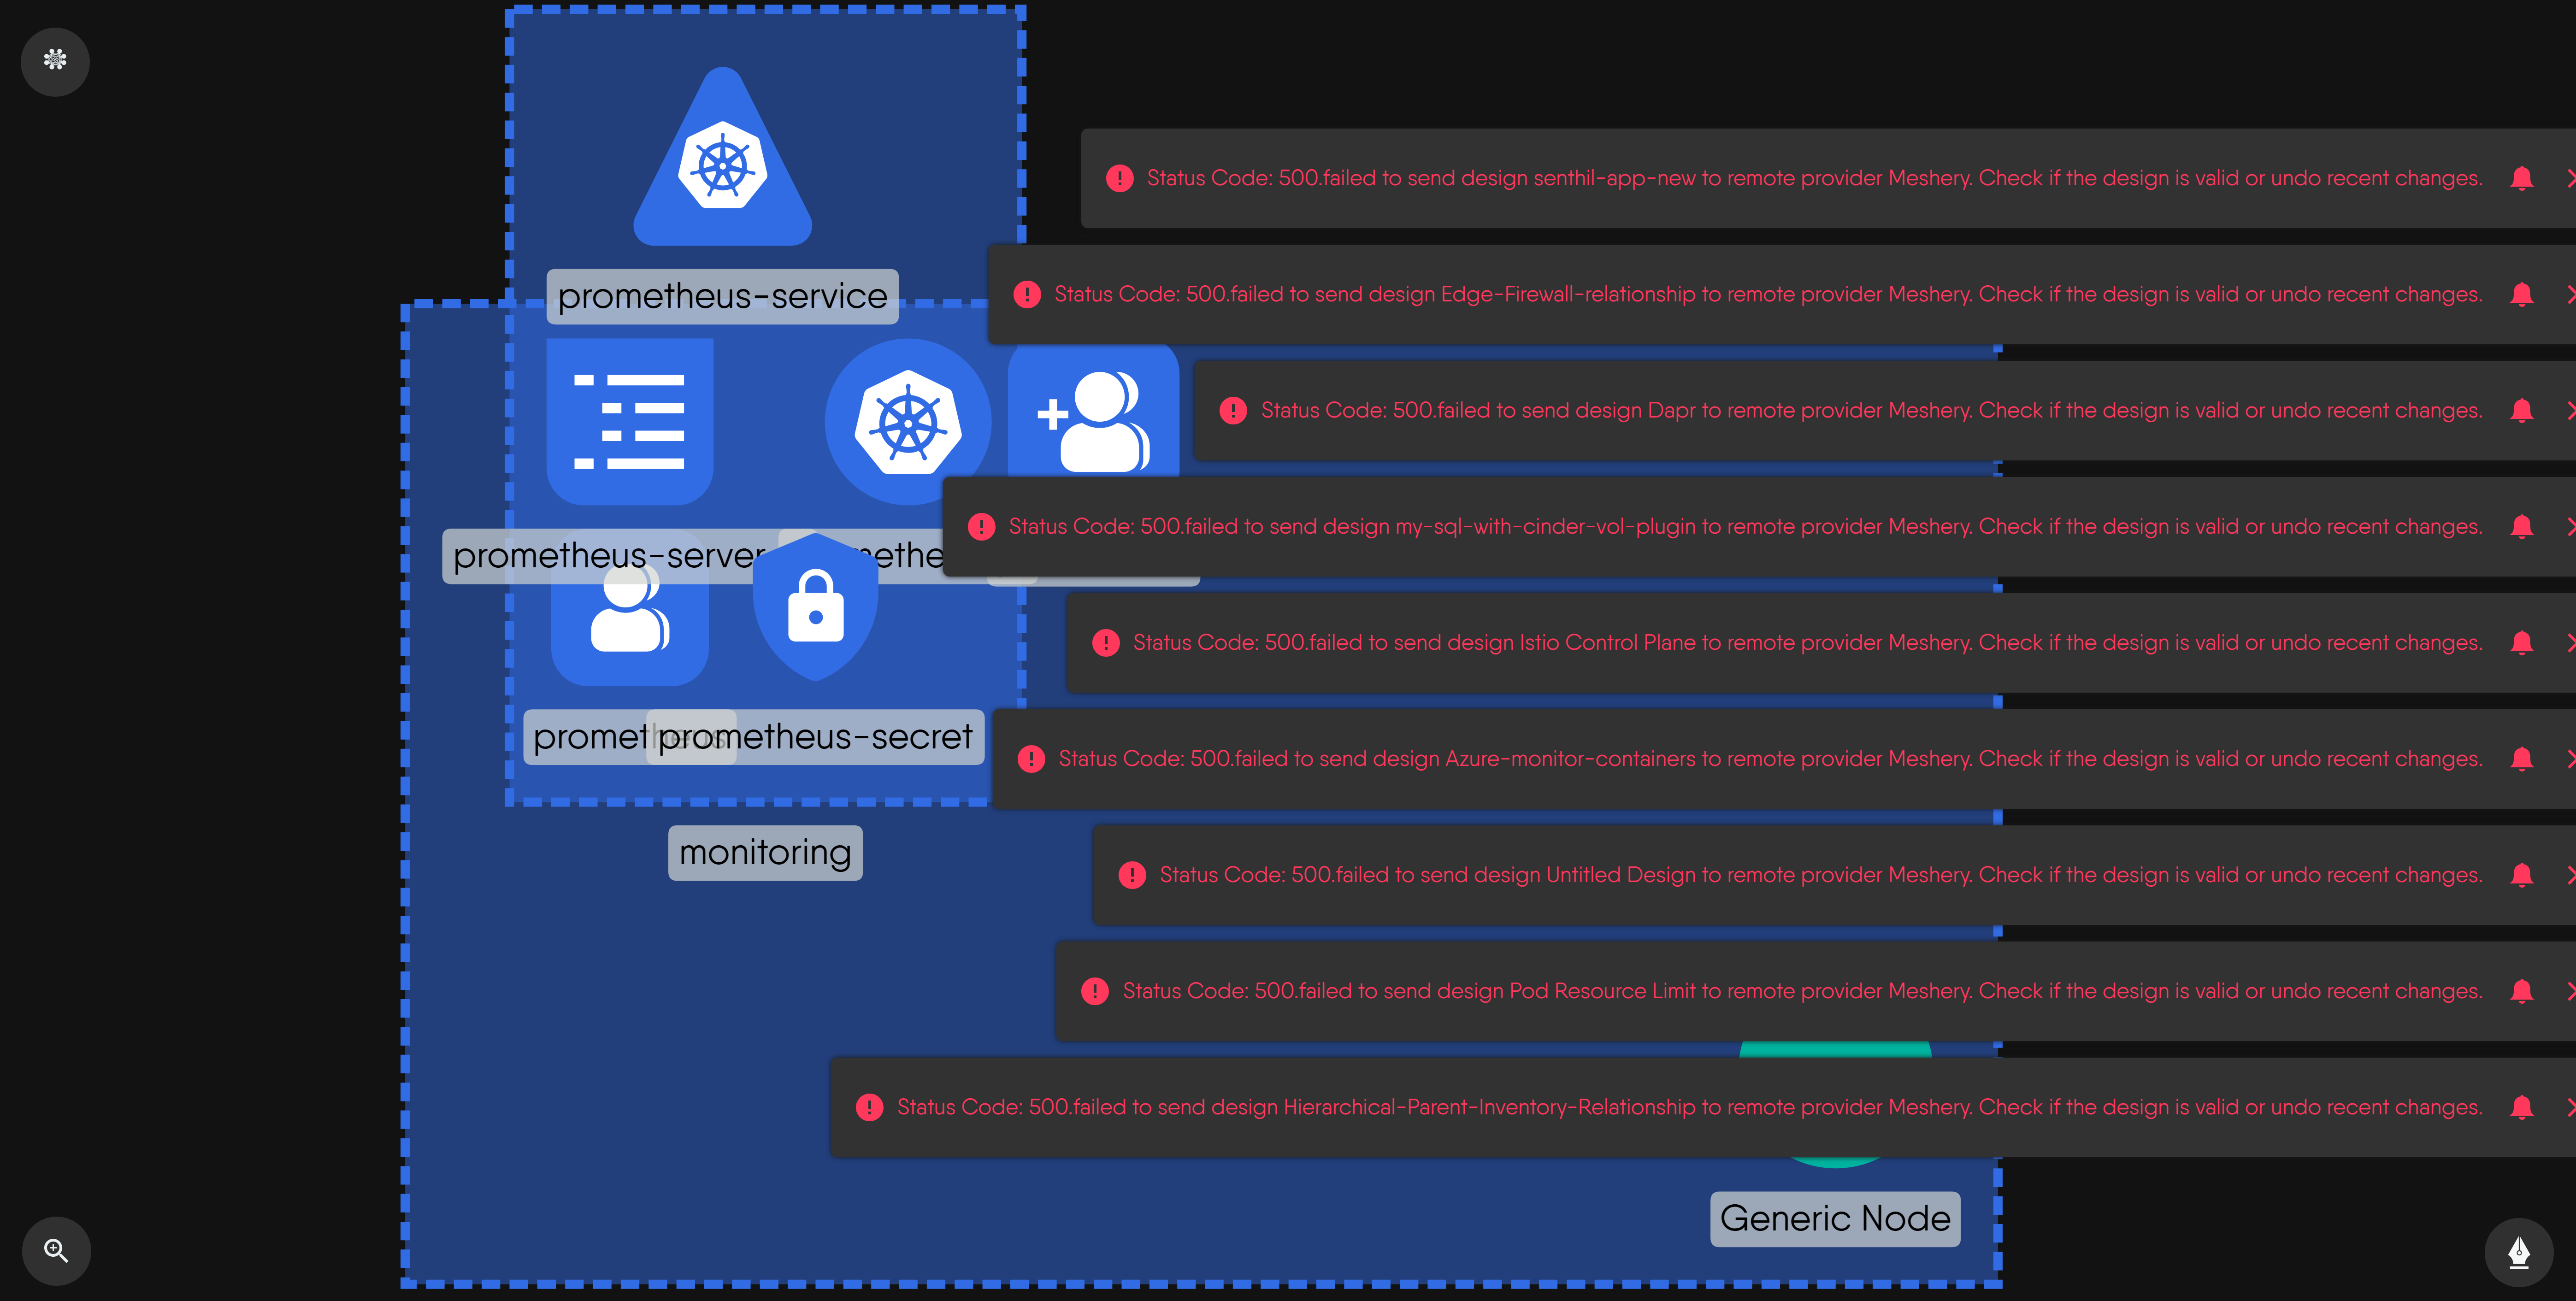 prometheus-service
Status Code: 500.failed to send design senthil-app-new to remote provider Meshery. Check if the design is valid or undo recent changes.
Status Code: 500.failed to send design Edge-Firewall-relationship to remote provider Meshery. Check if the design is valid or undo recent changes.
Status Code: 500.failed to send design Dapr to remote provider Meshery. Check if the design is valid or undo recent changes.
Status Code: 500.failed to send design my-sql-with-cinder-vol-plugin to remote provider Meshery. Check if the design is valid or undo recent changes.
prometheus-server
Status Code: 500.failed to send design Istio Control Plane to remote provider Meshery. Check if the design is valid or undo recent changes.
prometheus
prometheus-secret
Status Code: 500.failed to send design Azure-monitor-containers to remote provider Meshery. Check if the design is valid or undo recent changes.
monitoring
Status Code: 500.failed to send design Untitled Design to remote provider Meshery. Check if the design is valid or undo recent changes.
Status Code: 500.failed to send design Pod Resource Limit to remote provider Meshery. Check if the design is valid or undo recent changes.
Status Code: 500.failed to send design Hierarchical-Parent-Inventory-Relationship to remote provider Meshery. Check if the design is valid or undo recent changes.
Generic Node